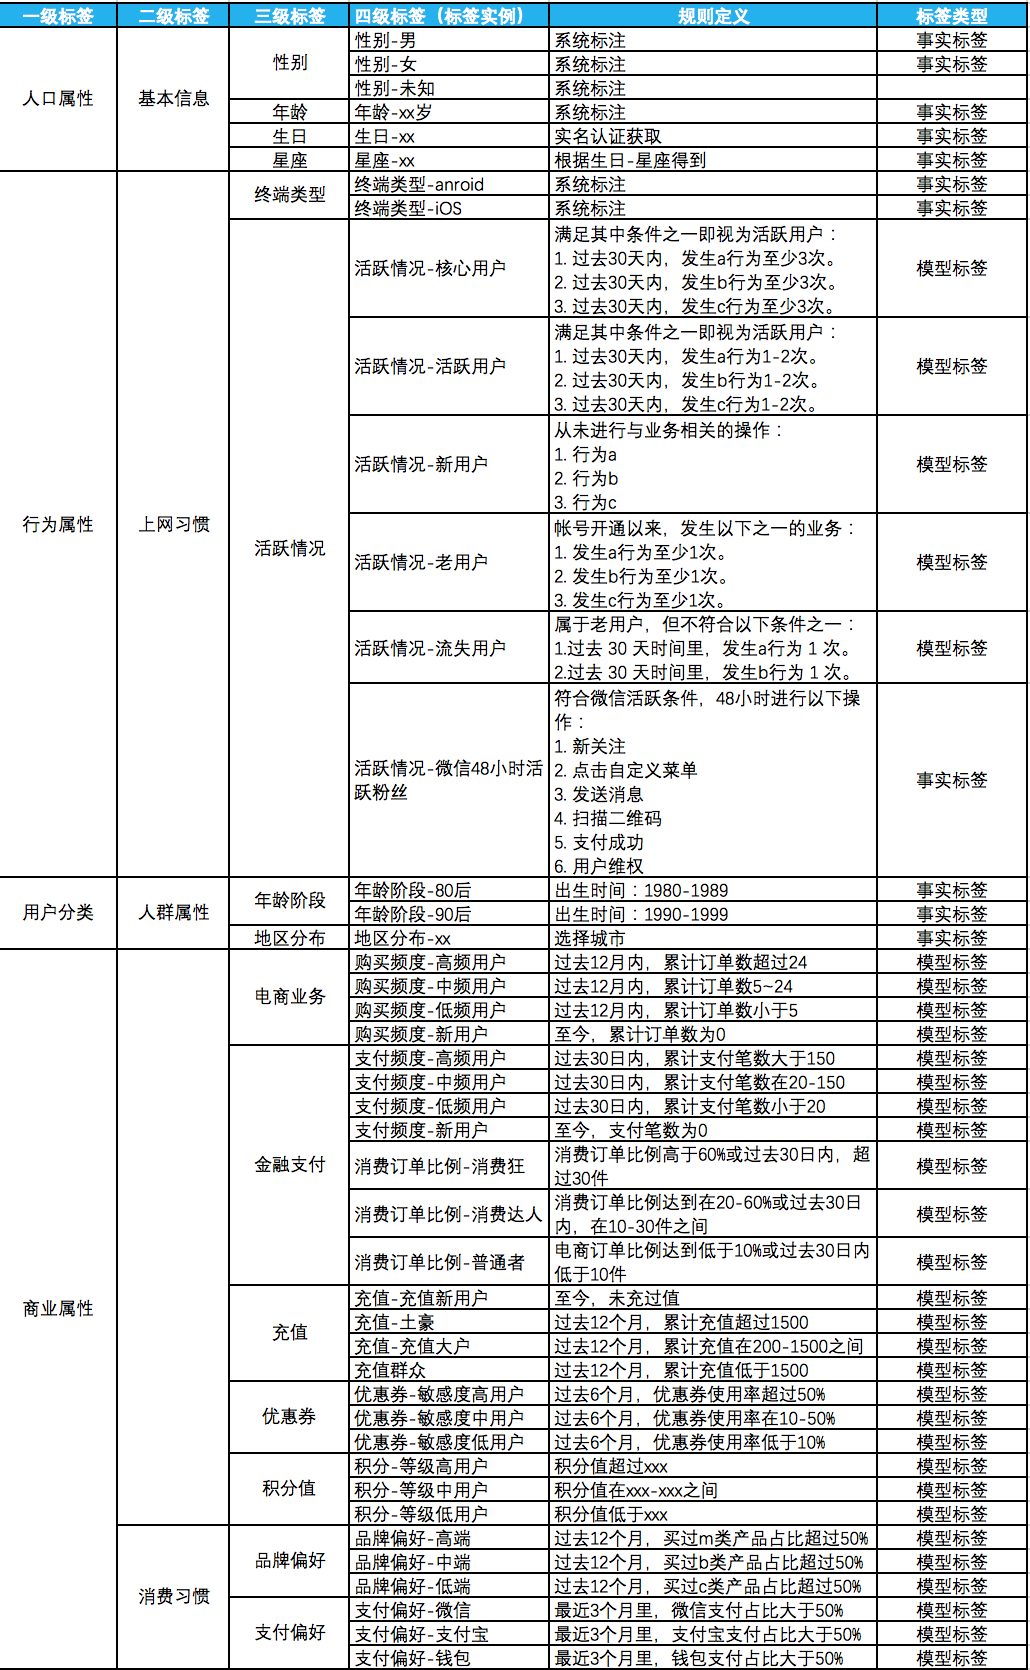 一级标签 二级标签 三级标签 四级标签（标签实例） 规则定义 标签类型
人口属性 基本信息 性别 性别-男 系统标注 事实标签
性别-女 系统标注 事实标签
性别-未知 系统标注
年龄 年龄-xx岁 系统标注 事实标签
生日 生日-xx 实名认证获取 事实标签
星座 星座-xx 根据生日-星座得到 事实标签
行为属性 上网习惯 终端类型 终端类型-anroid 系统标注 事实标签
终端类型-iOS 系统标注 事实标签
活跃情况 活跃情况-核心用户 满足其中条件之一即视为活跃用户：
1. 过去30天内，发生a行为至少3次。
2. 过去30天内，发生b行为至少3次。
3. 过去30天内，发生c行为至少3次。
模型标签
活跃情况-活跃用户 满足其中条件之一即视为活跃用户：
1. 过去30天内，发生a行为1-2次。
2. 过去30天内，发生b行为1-2次。
3. 过去30天内，发生c行为1-2次。
模型标签
活跃情况-新用户 从未进行与业务相关的操作：
1. 行为a
2. 行为b
3. 行为c
模型标签
活跃情况-老用户 帐号开通以来，发生以下之一的业务：
1. 发生a行为至少1次。
2. 发生b行为至少1次。
3. 发生c行为至少1次。
模型标签
活跃情况-流失用户 属于老用户，但不符合以下条件之一：
1.过去 30 天时间里，发生a行为 1 次。
2.过去 30 天时间里，发生b行为 1 次。
模型标签
活跃情况-微信48小时活
跃粉丝
符合微信活跃条件，48小时进行以下操
作：
1. 新关注
2. 点击自定义菜单
3. 发送消息
4. 扫描二维码
5. 支付成功
6. 用户维权
事实标签
用户分类 人群属性 年龄阶段 年龄阶段-80后 出生时间：1980-1989 事实标签
年龄阶段-90后 出生时间：1990-1999 事实标签
地区分布 地区分布-xx 选择城市 事实标签
商业属性 电商业务 购买频度-高频用户 过去12月内，累计订单数超过24 模型标签
购买频度-中频用户 过去12月内，累计订单数5~24 模型标签
购买频度-低频用户 过去12月内，累计订单数小于5 模型标签
购买频度-新用户 至今，累计订单数为0 模型标签
金融支付 支付频度-高频用户 过去30日内，累计支付笔数大于150 模型标签
支付频度-中频用户 过去30日内，累计支付笔数在20-150 模型标签
支付频度-低频用户 过去30日内，累计支付笔数小于20 模型标签
支付频度-新用户 至今，支付笔数为0 模型标签
消费订单比例-消费狂 消费订单比例高于60%或过去30日内，超
过30件
模型标签
消费订单比例-消费达人 消费订单比例达到在20-60%或过去30日
内，在10-30件之间
模型标签
消费订单比例-普通者 电商订单比例达到低于10%或过去30日内
低于10件
模型标签
充值 充值-充值新用户 至今，未充过值 模型标签
充值-土豪 过去12个月，累计充值超过1500 模型标签
充值-充值大户 过去12个月，累计充值在200-1500之间 模型标签
充值群众 过去12个月，累计充值低于1500 模型标签
优惠券 优惠券-敏感度高用户 过去6个月，优惠券使用率超过50% 模型标签
优惠券-敏感度中用户 过去6个月，优惠券使用率在10-50% 模型标签
优惠券-敏感度低用户 过去6个月，优惠券使用率低于10% 模型标签
积分值 积分-等级高用户 积分值超过xxx 模型标签
积分-等级中用户 积分值在xxx-xxx之间 模型标签
积分-等级低用户 积分值低于xxx 模型标签
消费习惯 品牌偏好 品牌偏好-高端 过去12个月，买过m类产品占比超过50% 模型标签
品牌偏好-中端 过去12个月，买过b类产品占比超过50% 模型标签
品牌偏好-低端 过去12个月，买过c类产品占比超过50% 模型标签
支付偏好 支付偏好-微信 最近3个月里，微信支付占比大于50% 模型标签
支付偏好-支付宝 最近3个月里，支付宝支付占比大于50% 模型标签
支付偏好-钱包 最近3个月里，钱包支付占比大于50% 模型标签